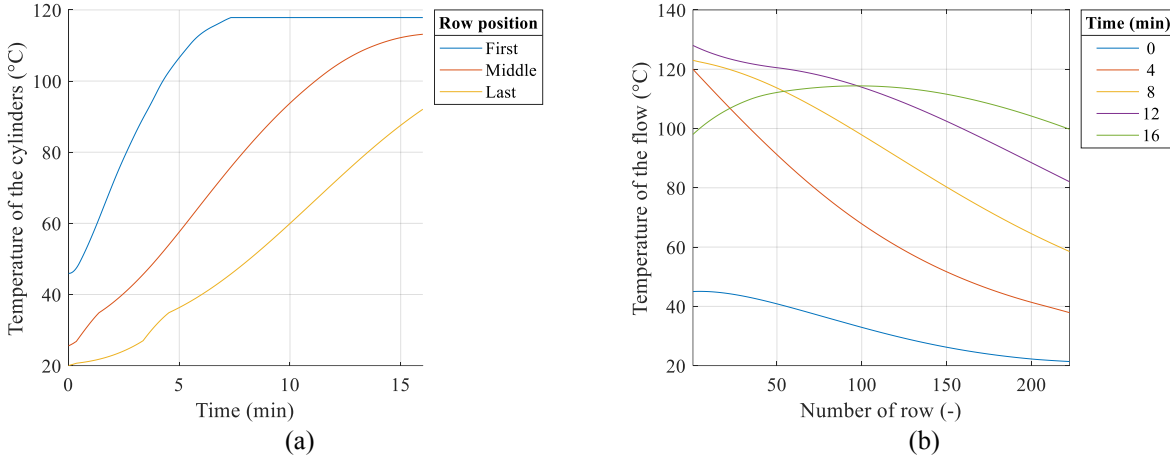 120
100
80
60
40
20
0
5
10
15
Temperature of the cylinders (°C)
Time (min)
Row position
First
Middle
Last
(a)
140
120
100
80
60
40
20
50
100
150
200
Temperature of the flow (°C)
Number of row (-)
Time (min)
0
4
8
12
16
(b)